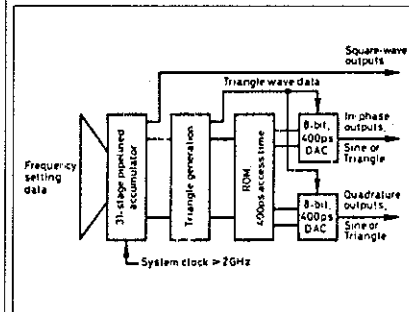 Square-wave
outputs
Triangle wave data
In-phase
outputs,
Sine or
Triangle
8-bit,
400ps
DAC
Frequency
setting
data
31-stage pipelined
accumulator
Triangle generation
ROM,
400ps access time
8-bit,
400ps
DAC
Quadrature
outputs,
Sine or
Triangle
System clock ≥ 2GHz